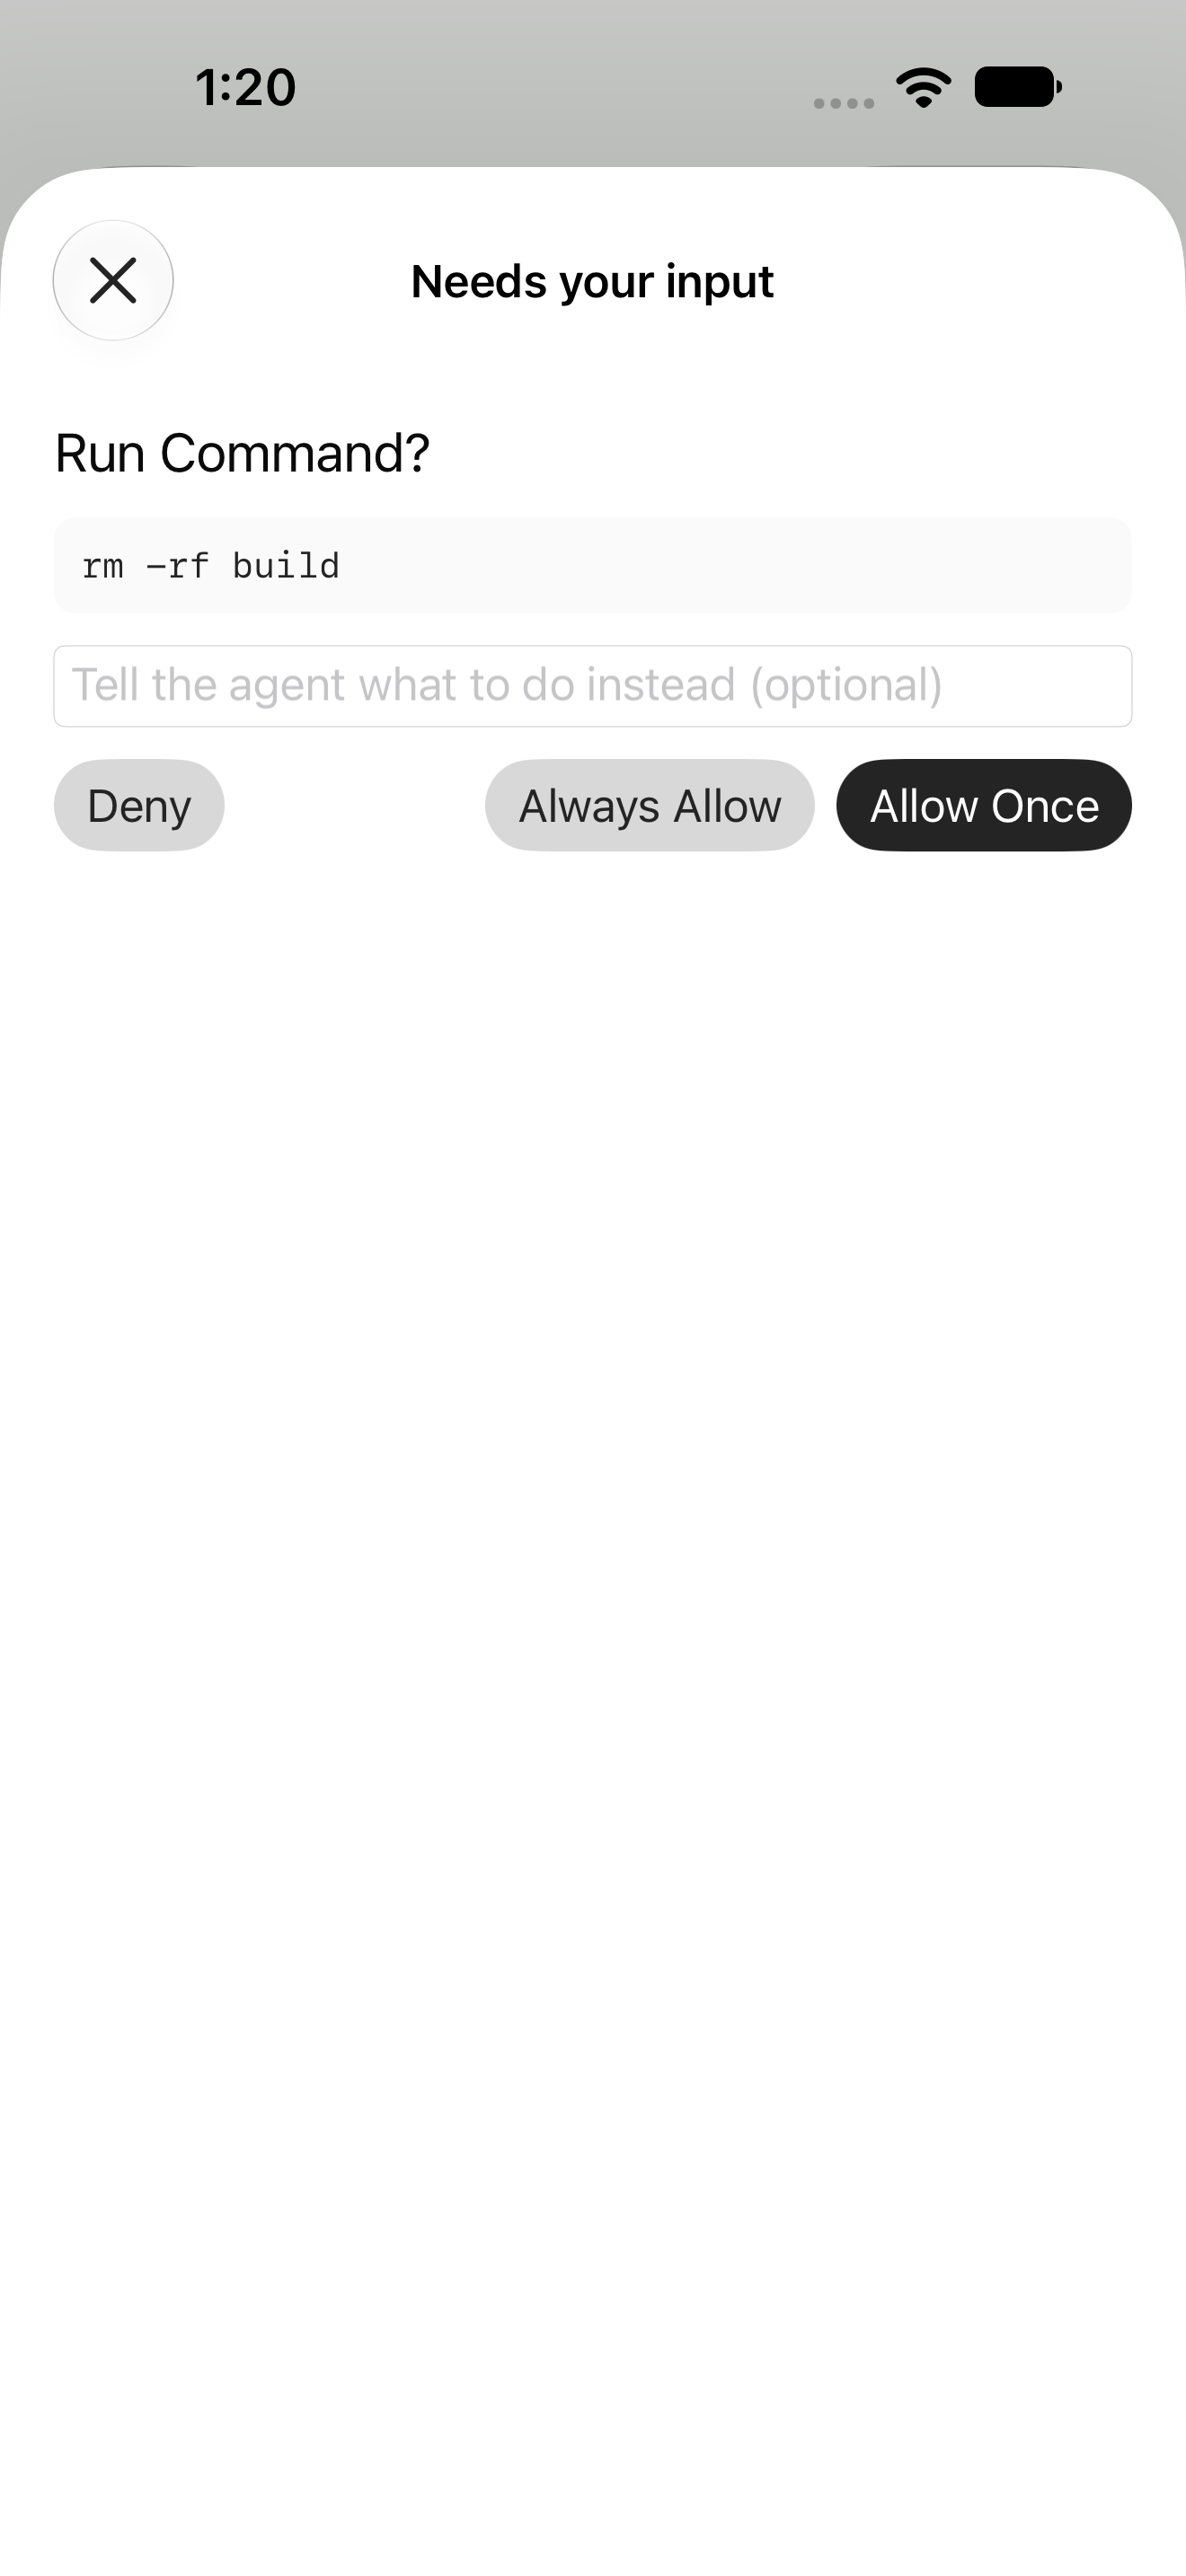 1:20
Needs your input
Run Command?
rm -rf build
Tell the agent what to do instead (optional)
Deny
Always Allow
Allow Once